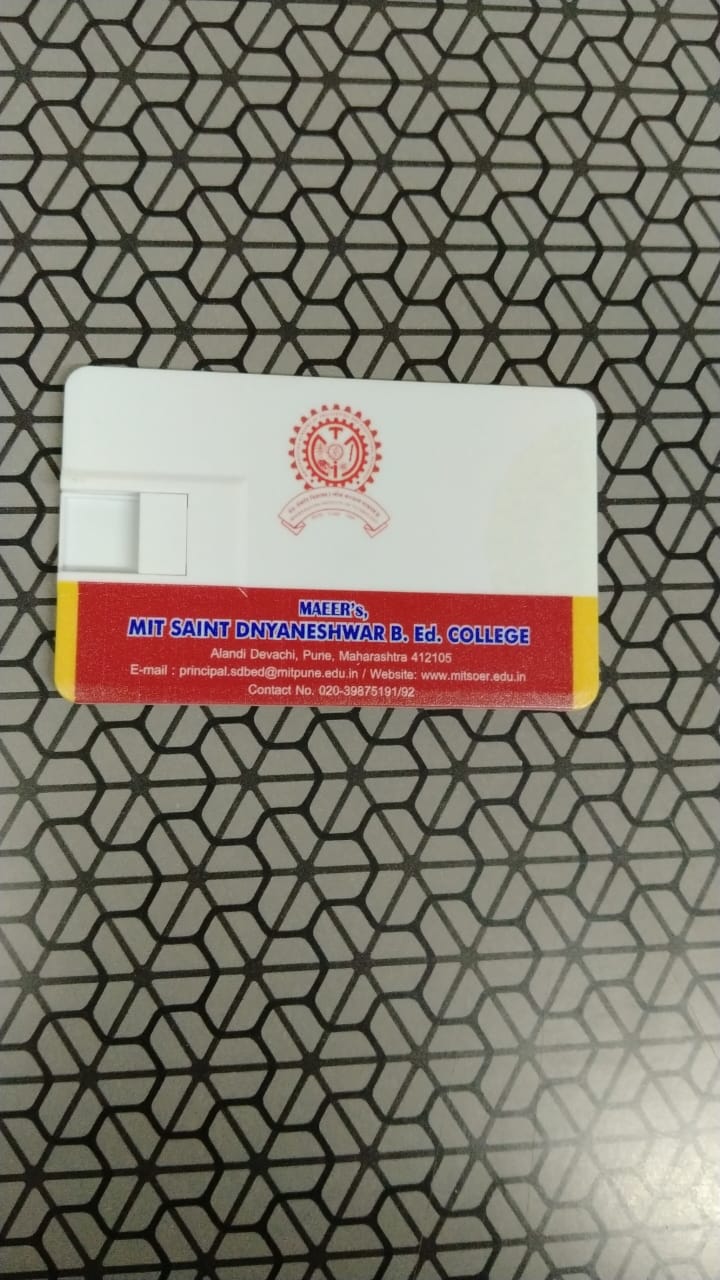 MIT
MAEER's,
MIT SAINT DNYANESHWAR B. Ed. COLLEGE
Alandi Devachi, Pune, Maharashtra 412105
E-mail : principal.sdbed@mitpune.edu.in / Website: www.mitsoer.edu.in
Contact No. 020-39875191/92